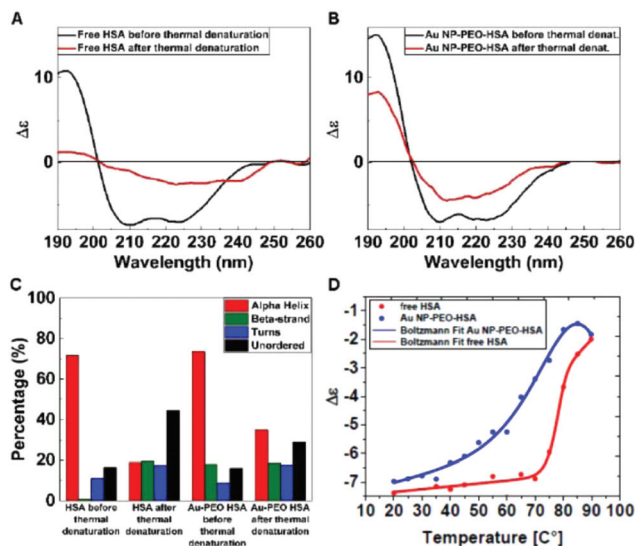 A
Free HSA before thermal denaturation
Free HSA after thermal denaturation
10
0
Δε
190 200 210 220 230 240 250 260
Wavelength (nm)
B
Au NP-PEO-HSA before thermal denat.
Au NP-PEO-HSA after thermal denat.
10
0
Δε
190 200 210 220 230 240 250 260
Wavelength (nm)
C
Alpha Helix
Beta-strand
Turns
Unordered
100
80
60
40
20
0
Percentage (%)
HSA before thermal denaturation
HSA after thermal denaturation
Au-PEO HSA before thermal denaturation
Au-PEO HSA after thermal denaturation
D
free HSA
Au NP-PEO-HSA
Boltzmann Fit Au NP-PEO-HSA
Boltzmann Fit free HSA
-1
-2
-3
-4
-5
-6
-7
Δε
10 20 30 40 50 60 70 80 90 100
Temperature [C°]